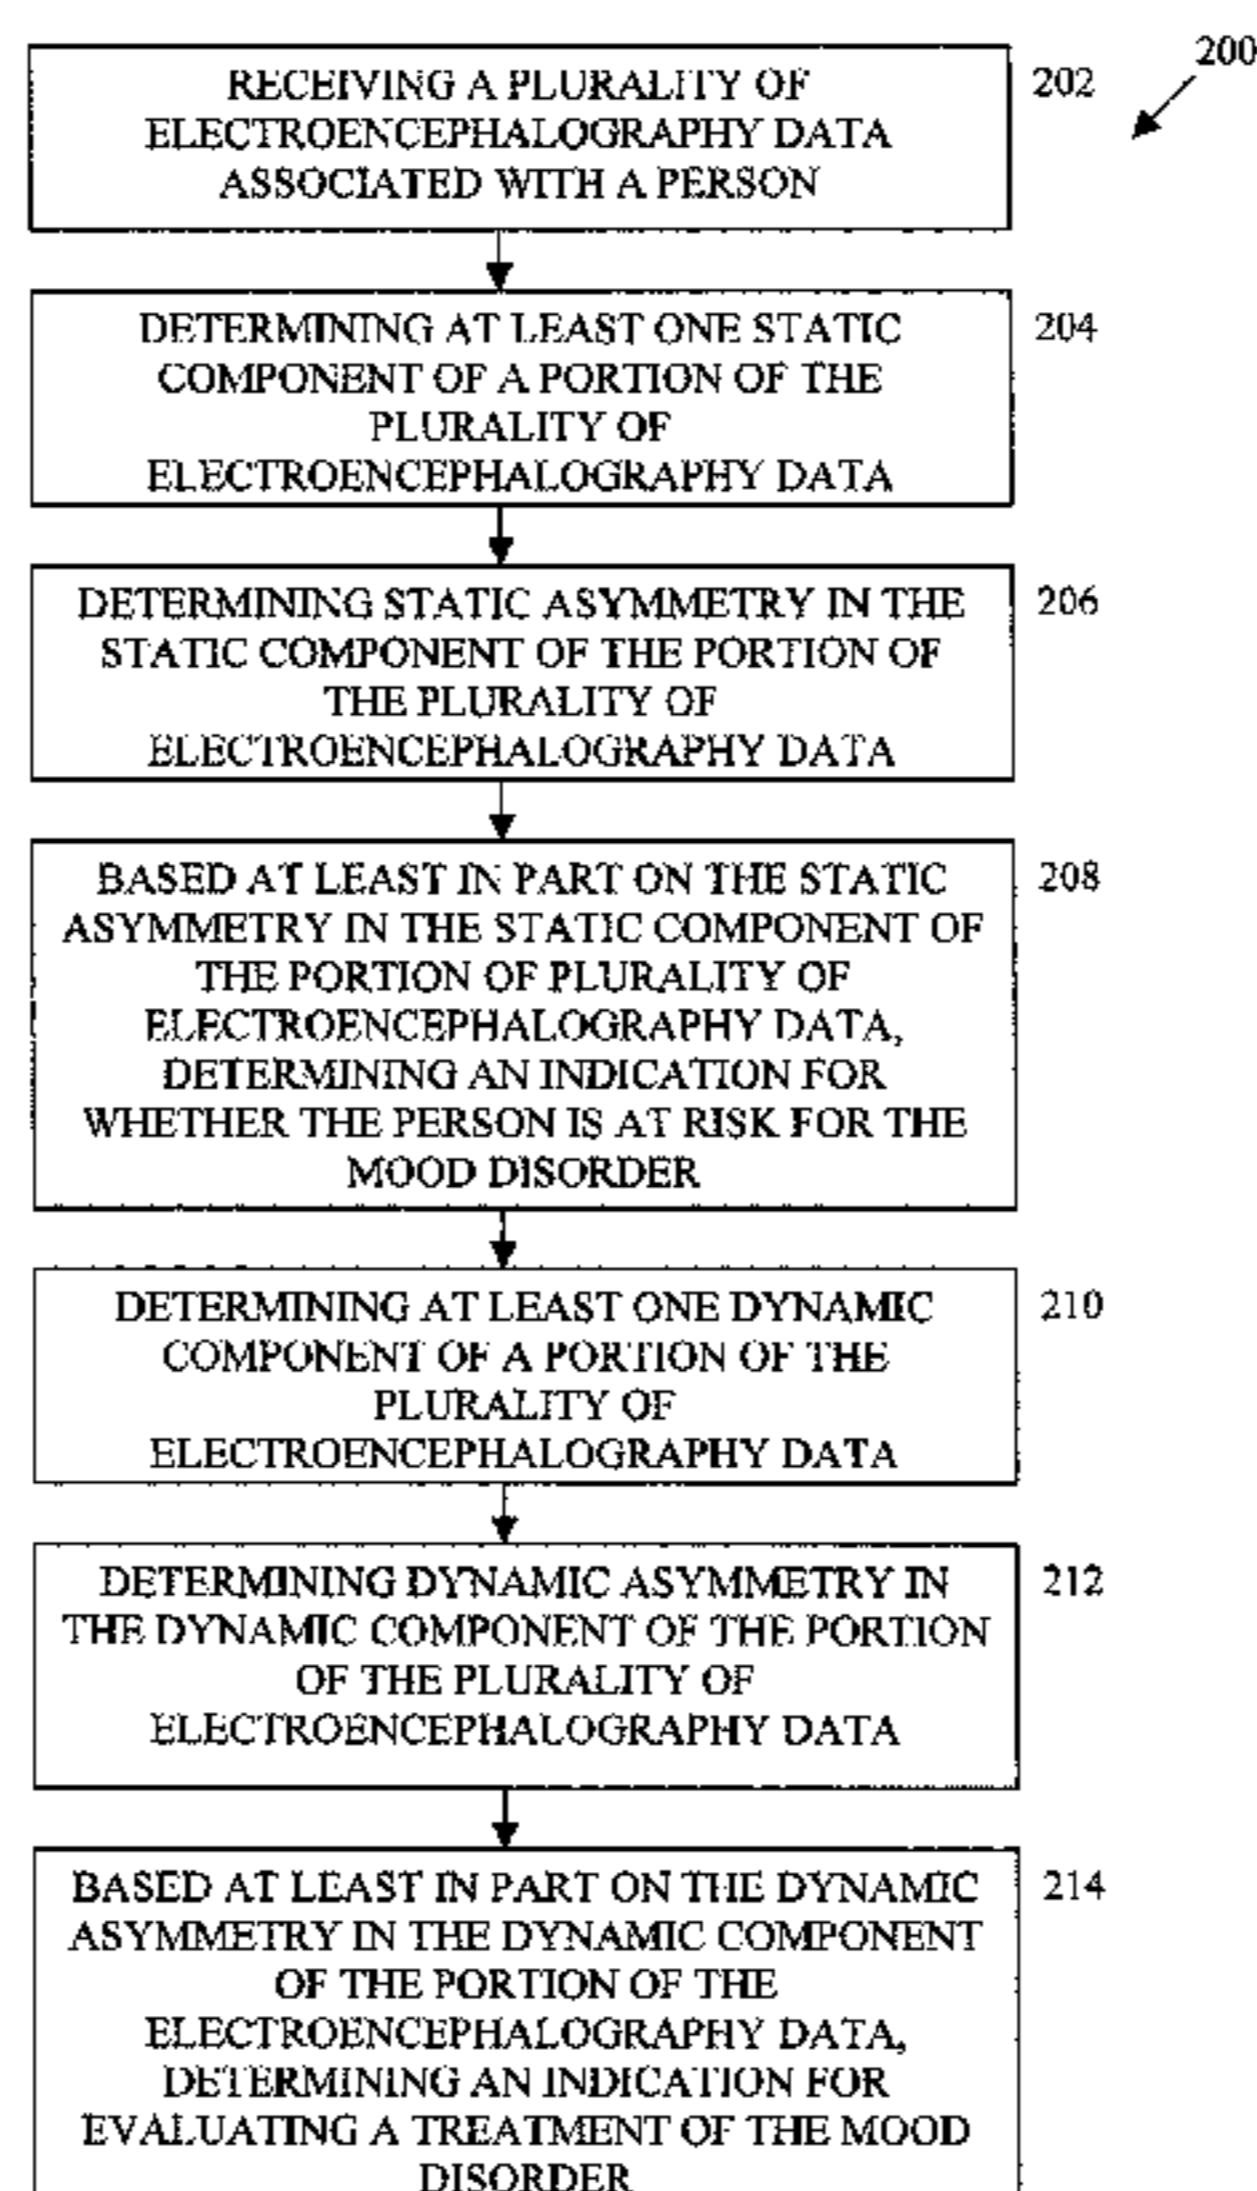 200
RECEIVING A PLURALITY OF
ELECTROENCEPHALOGRAPHY DATA
ASSOCIATED WITH A PERSON
202
DETERMINING AT LEAST ONE STATIC
COMPONENT OF A PORTION OF THE
PLURALITY OF
ELECTROENCEPHALOGRAPHY DATA
204
DETERMINING STATIC ASYMMETRY IN THE
STATIC COMPONENT OF THE PORTION OF
THE PLURALITY OF
ELECTROENCEPHALOGRAPHY DATA
206
BASED AT LEAST IN PART ON THE STATIC
ASYMMETRY IN THE STATIC COMPONENT OF
THE PORTION OF PLURALITY OF
ELECTROENCEPHALOGRAPHY DATA,
DETERMINING AN INDICATION FOR
WHETHER THE PERSON IS AT RISK FOR THE
MOOD DISORDER
208
DETERMINING AT LEAST ONE DYNAMIC
COMPONENT OF A PORTION OF THE
PLURALITY OF
ELECTROENCEPHALOGRAPHY DATA
210
DETERMINING DYNAMIC ASYMMETRY IN
THE DYNAMIC COMPONENT OF THE PORTION
OF THE PLURALITY OF
ELECTROENCEPHALOGRAPHY DATA
212
BASED AT LEAST IN PART ON THE DYNAMIC
ASYMMETRY IN THE DYNAMIC COMPONENT
OF THE PORTION OF THE
ELECTROENCEPHALOGRAPHY DATA,
DETERMINING AN INDICATION FOR
EVALUATING A TREATMENT OF THE MOOD
DISORDER
214